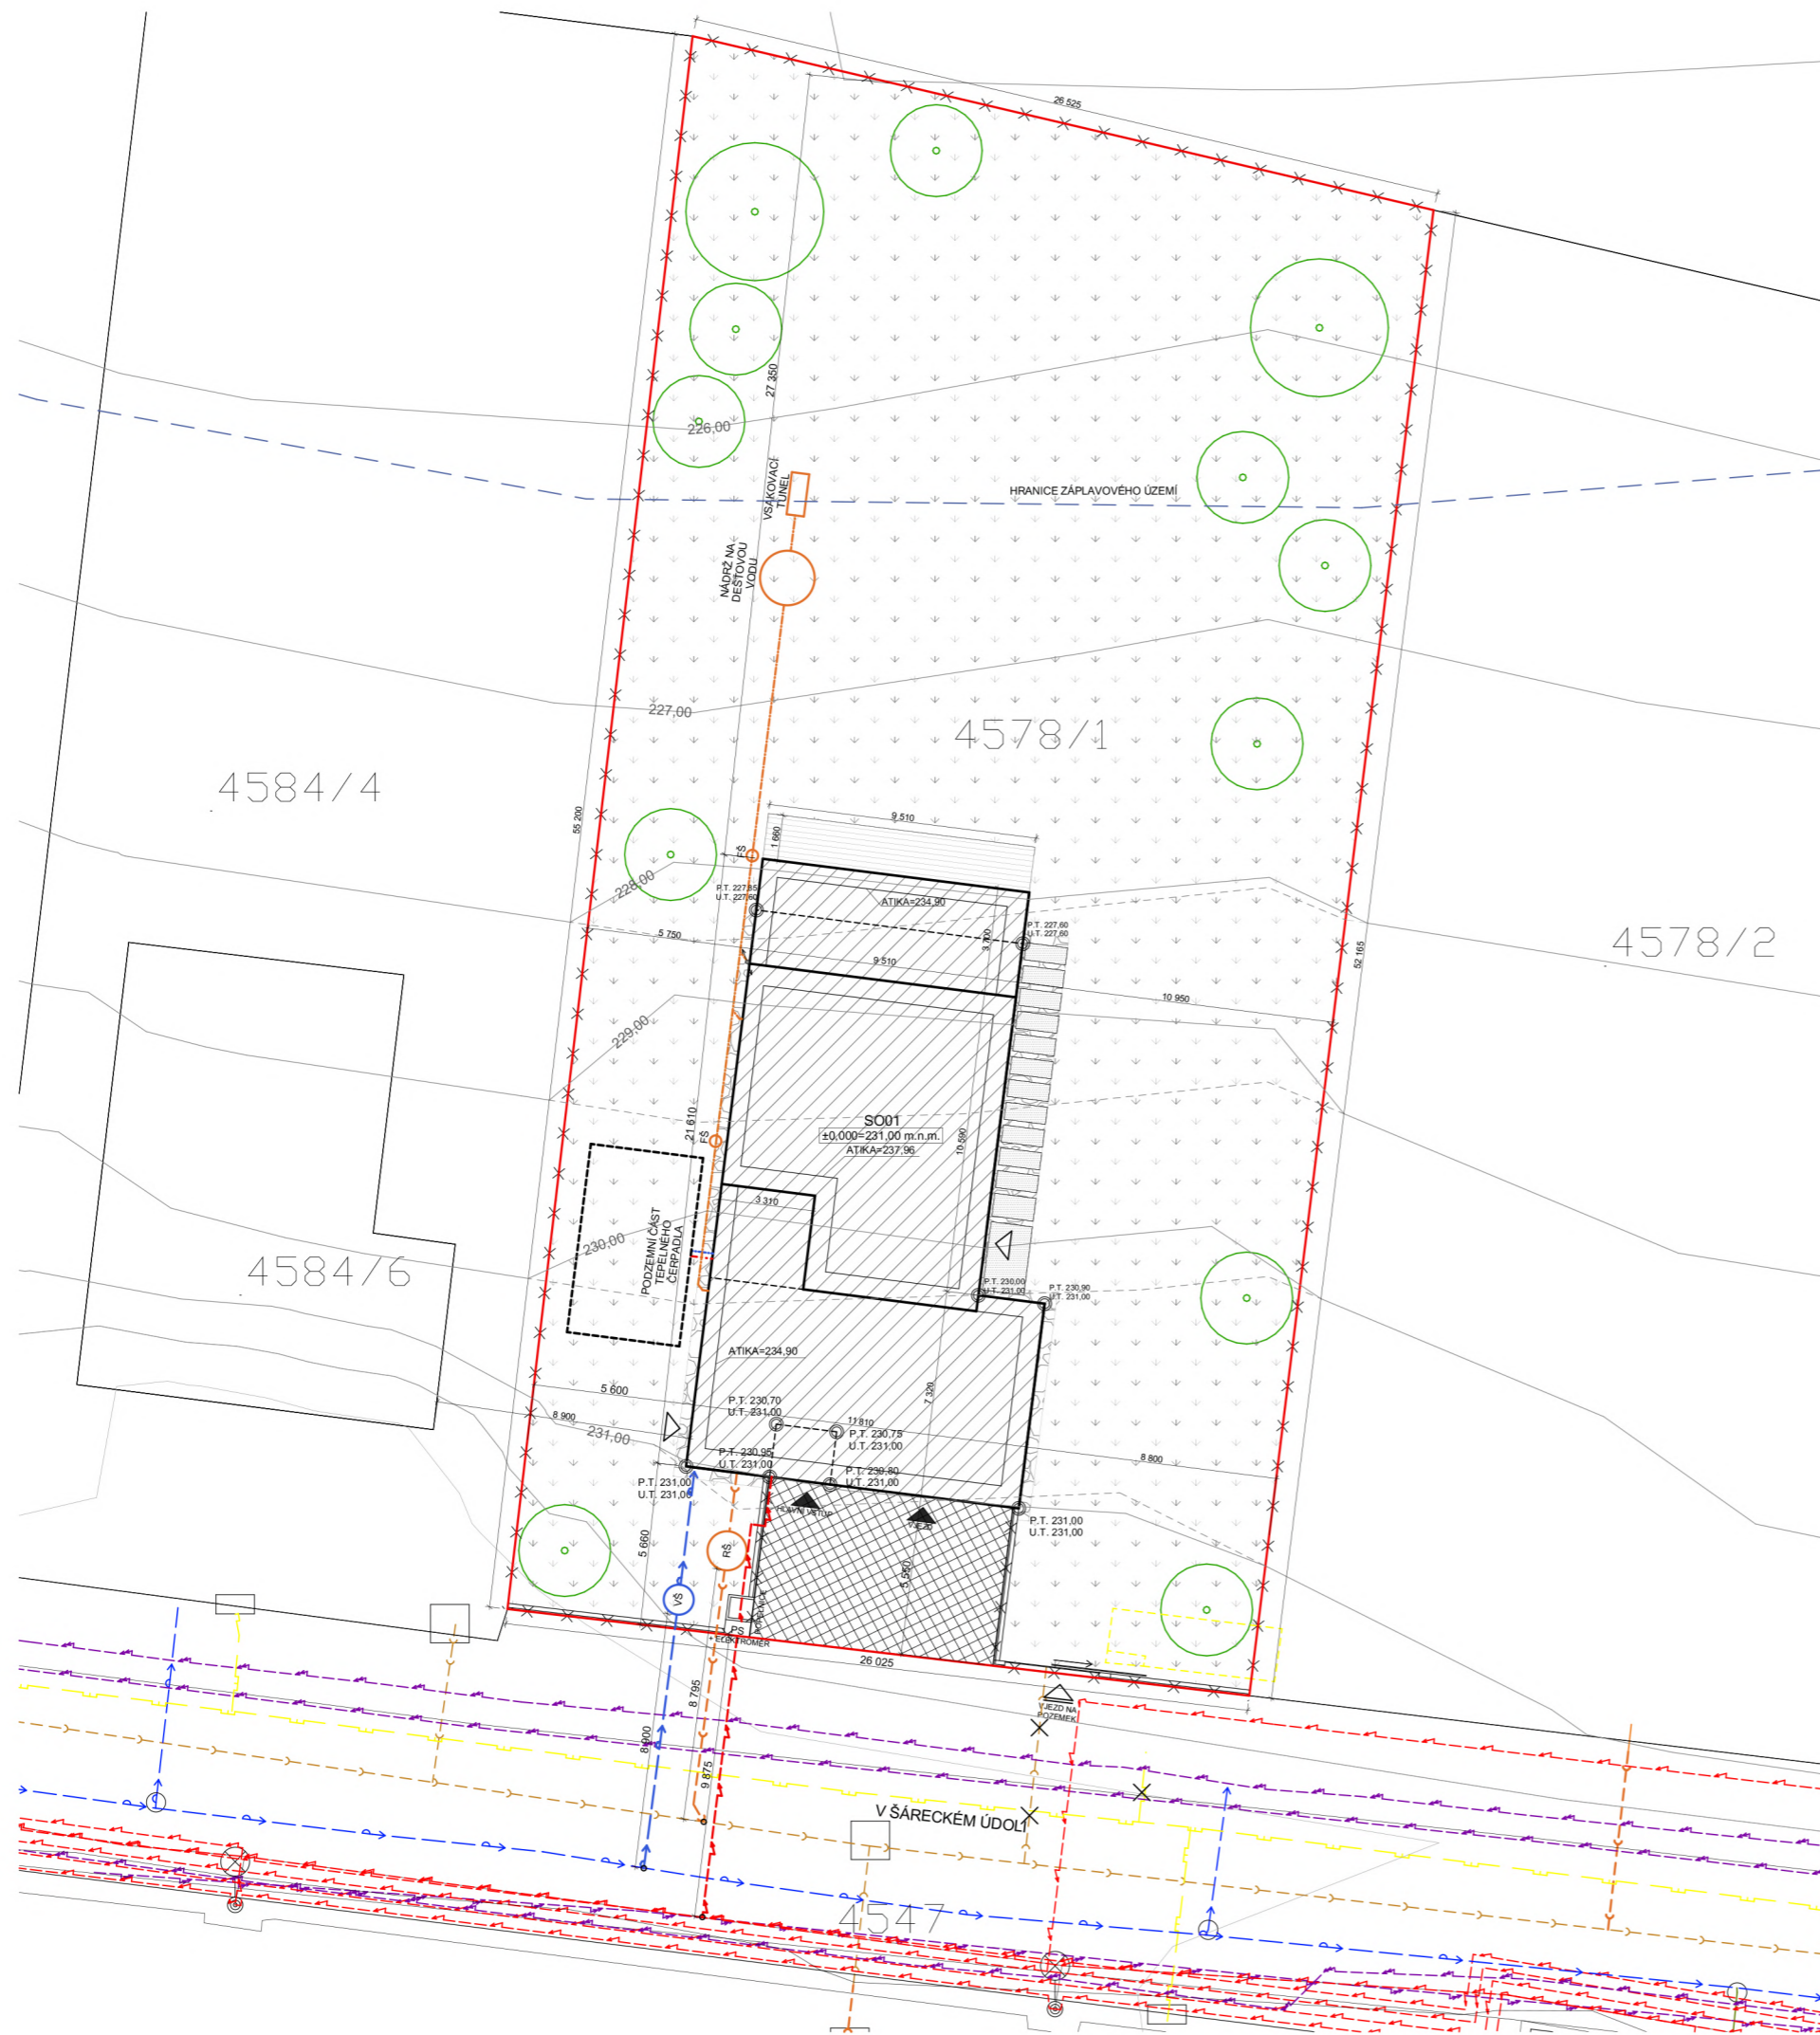 26 525
27 350
226,00
VSAKOVACÍ
TUNEL
HRANICE ZÁPLAVOVÉHO ÚZEMÍ
NÁDRŽ NA
DEŠŤOVOU
VODU
227,00
4578/1
4584/4
55 200
9 510
1 660
FŠ
228,00
P.T. 227,85
U.T. 227,60
ATIKA=234,90
P.T. 227,60
U.T. 227,60
3 700
5 750
9 510
4578/2
52 165
10 950
229,00
21 610
FŠ
SO01
±0,000=231,00 m.n.m.
ATIKA=237,96
10 590
3 310
PODZEMNÍ ČÁST
TEPELNÉHO
ČERPADLA
230,00
4584/6
P.T. 230,00
U.T. 231,00
P.T. 230,90
U.T. 231,00
ATIKA=234,90
5 600
7 320
8 900
P.T. 230,70
U.T. 231,00
11 810
P.T. 230,75
U.T. 231,00
231,00
P.T. 230,95
U.T. 231,00
8 800
P.T. 230,80
U.T. 231,00
P.T. 231,00
U.T. 231,00
HLAVNÍ VSTUP
VJEZD
P.T. 231,00
U.T. 231,00
5 660
RŠ
5 550
VŠ
POPELNICE
PS
+ ELEKTROMĚR
26 025
8 795
VJEZD NA
POZEMEK
8 900
9 875
V ŠÁRECKÉM ÚDOLÍ
4547